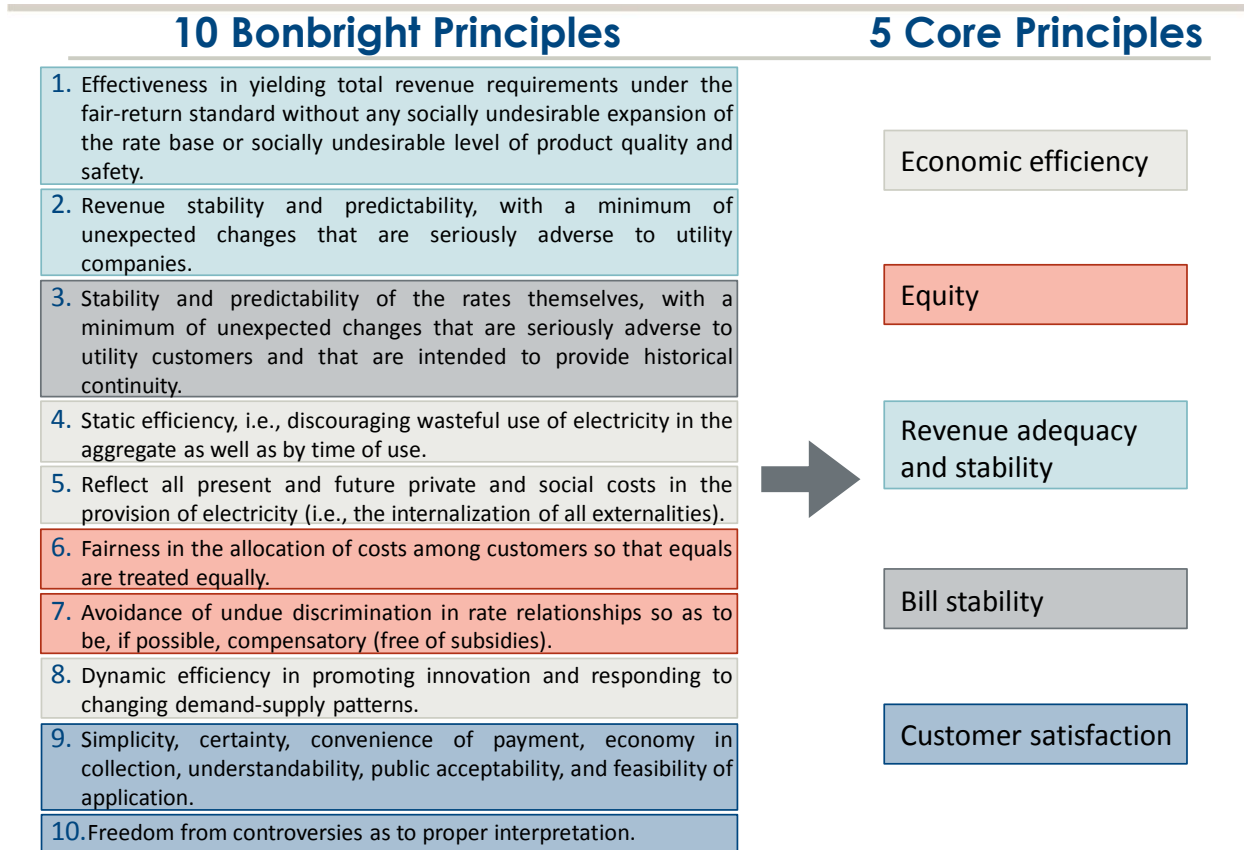 10 Bonbright Principles
1. Effectiveness in yielding total revenue requirements under the
fair-return standard without any socially undesirable expansion of
the rate base or socially undesirable level of product quality and
safety.
2. Revenue stability and predictability, with a minimum of
unexpected changes that are seriously adverse to utility
companies.
3. Stability and predictability of the rates themselves, with a
minimum of unexpected changes that are seriously adverse to
utility customers and that are intended to provide historical
continuity.
4. Static efficiency, i.e., discouraging wasteful use of electricity in the
aggregate as well as by time of use.
5. Reflect all present and future private and social costs in the
provision of electricity (i.e., the internalization of all externalities).
6. Fairness in the allocation of costs among customers so that equals
are treated equally.
7. Avoidance of undue discrimination in rate relationships so as to
be, if possible, compensatory (free of subsidies).
8. Dynamic efficiency in promoting innovation and responding to
changing demand-supply patterns.
9. Simplicity, certainty, convenience of payment, economy in
collection, understandability, public acceptability, and feasibility of
application.
10. Freedom from controversies as to proper interpretation.
5 Core Principles
Economic efficiency
Equity
Revenue adequacy
and stability
Bill stability
Customer satisfaction